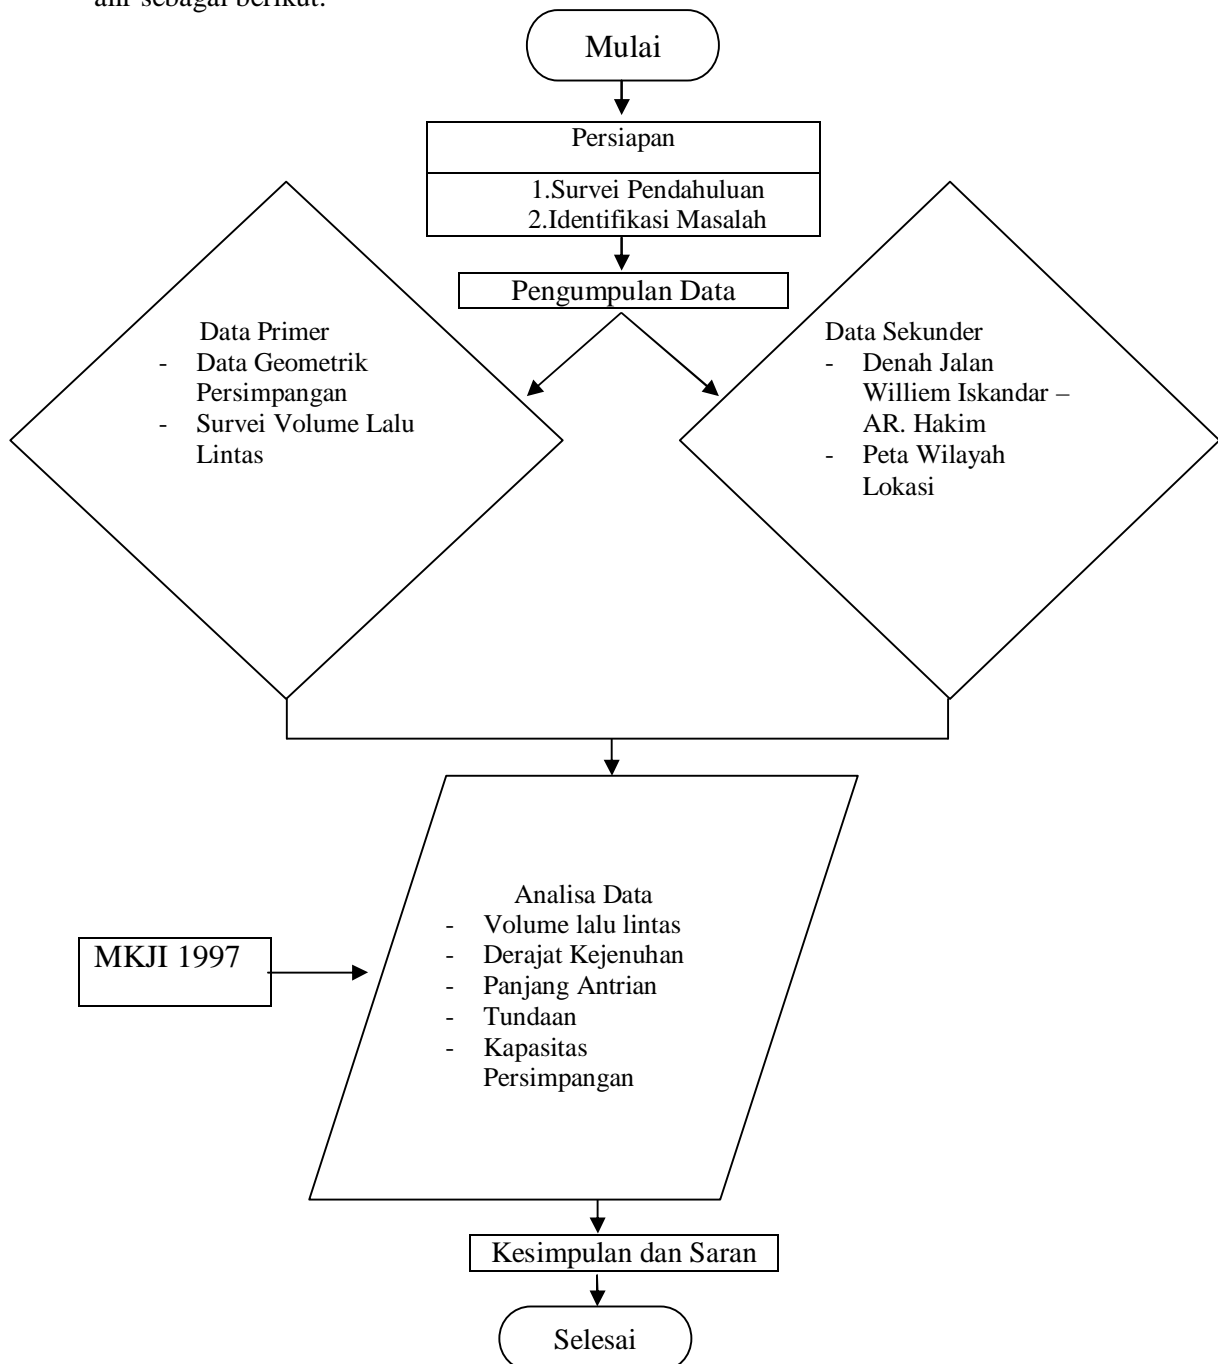 alir sebagai berikut:
Mulai
Persiapan
1.Survei Pendahuluan
2.Identifikasi Masalah
Pengumpulan Data
Data Primer
- Data Geometrik
Persimpangan
- Survei Volume Lalu
Lintas
Data Sekunder
- Denah Jalan
Williem Iskandar –
AR. Hakim
- Peta Wilayah
Lokasi
Analisa Data
- Volume lalu lintas
- Derajat Kejenuhan
- Panjang Antrian
- Tundaan
- Kapasitas
Persimpangan
MKJI 1997
Kesimpulan dan Saran
Selesai